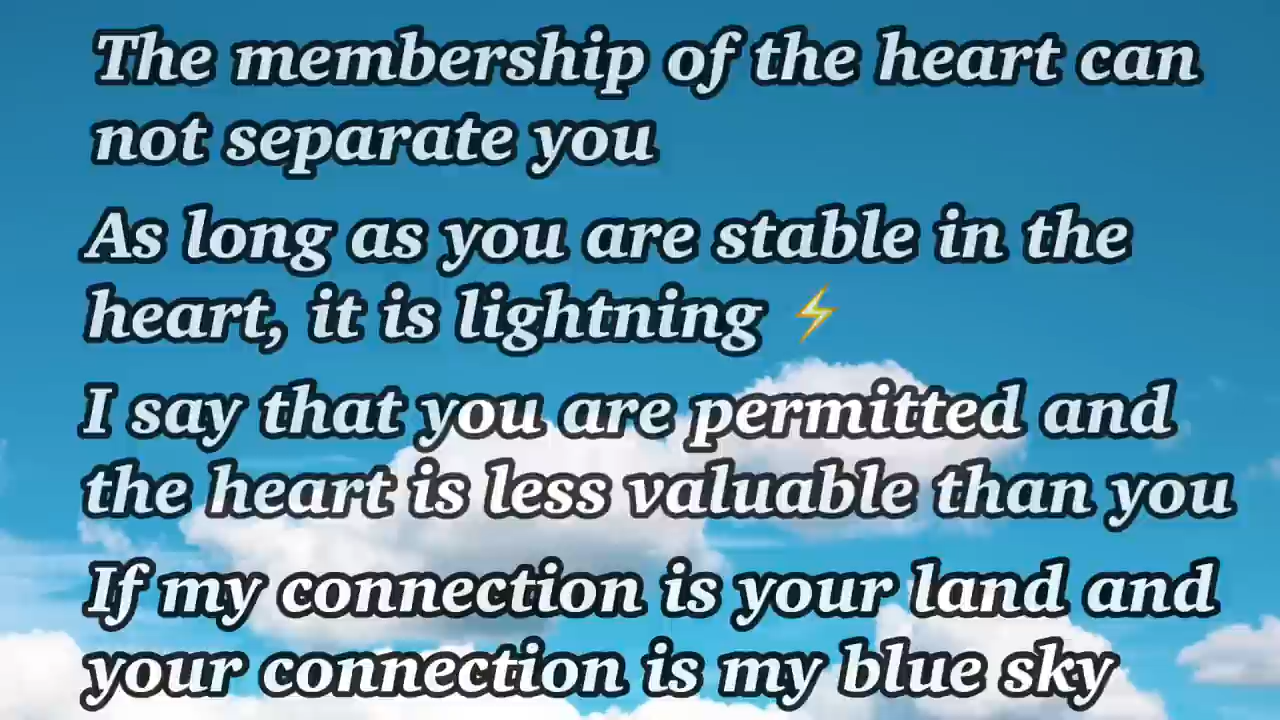 The membership of the heart can
not separate you
As long as you are stable in the
heart, it is lightning ⚡
I say that you are permitted and
the heart is less valuable than you
If my connection is your land and
your connection is my blue sky